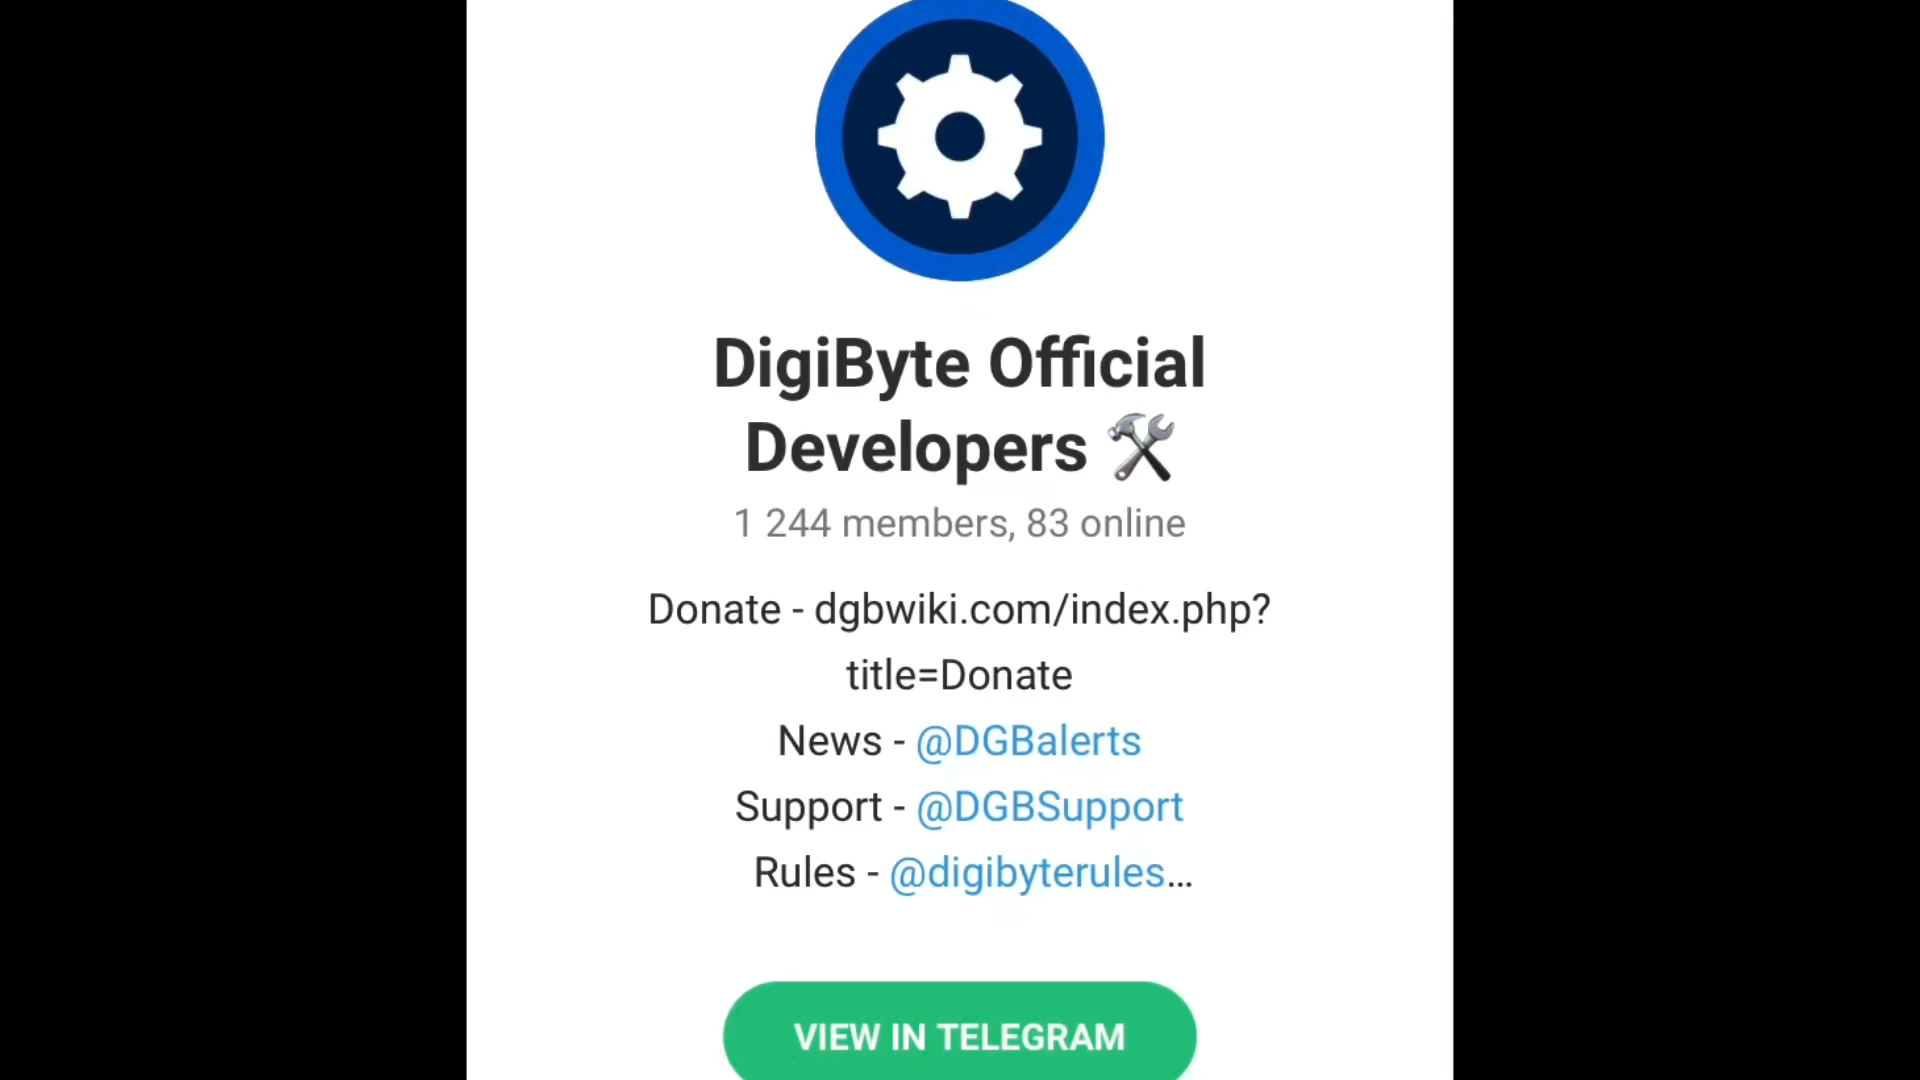 DigiByte Official
Developers 🛠
1 244 members, 83 online
Donate - dgbwiki.com/index.php?
title=Donate
News - @DGBalerts
Support - @DGBSupport
Rules - @digibyterules...
VIEW IN TELEGRAM